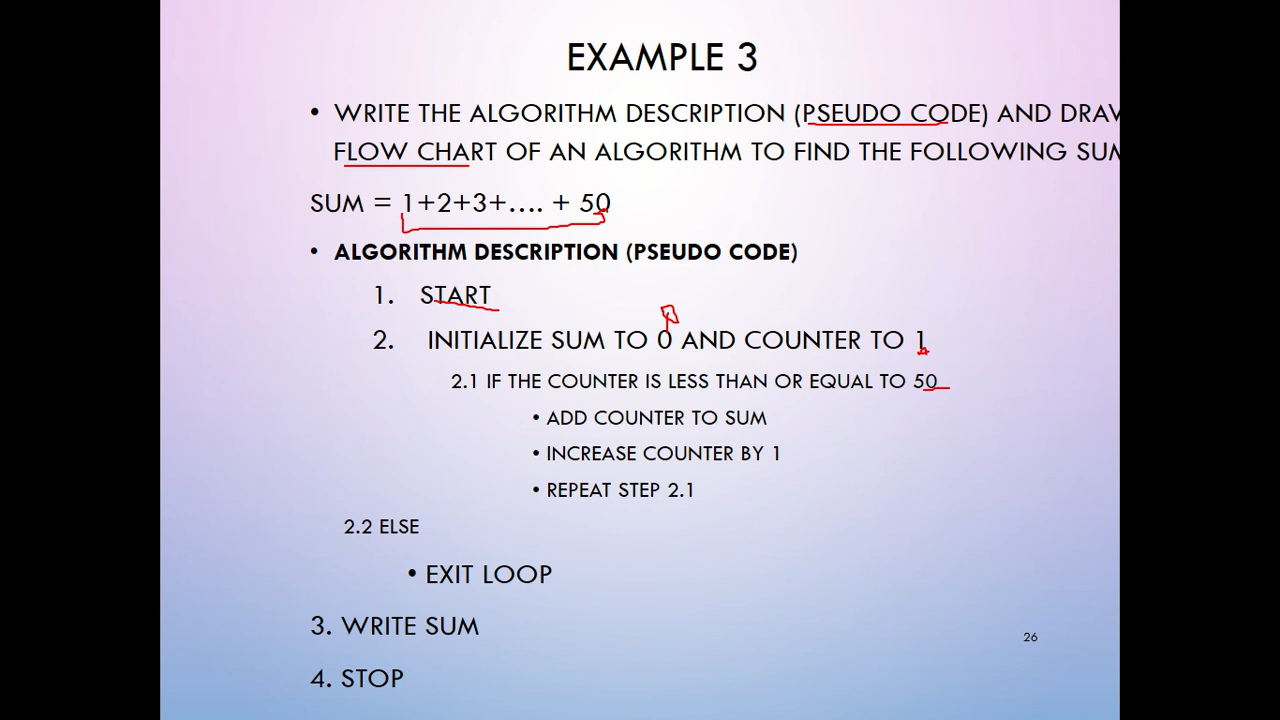 EXAMPLE 3
• WRITE THE ALGORITHM DESCRIPTION (PSEUDO CODE) AND DRAW
FLOW CHART OF AN ALGORITHM TO FIND THE FOLLOWING SUM
SUM = 1+2+3+.... + 50
• ALGORITHM DESCRIPTION (PSEUDO CODE)
1. START
2. INITIALIZE SUM TO 0 AND COUNTER TO 1
2.1 IF THE COUNTER IS LESS THAN OR EQUAL TO 50
• ADD COUNTER TO SUM
• INCREASE COUNTER BY 1
• REPEAT STEP 2.1
2.2 ELSE
• EXIT LOOP
3. WRITE SUM
26
4. STOP